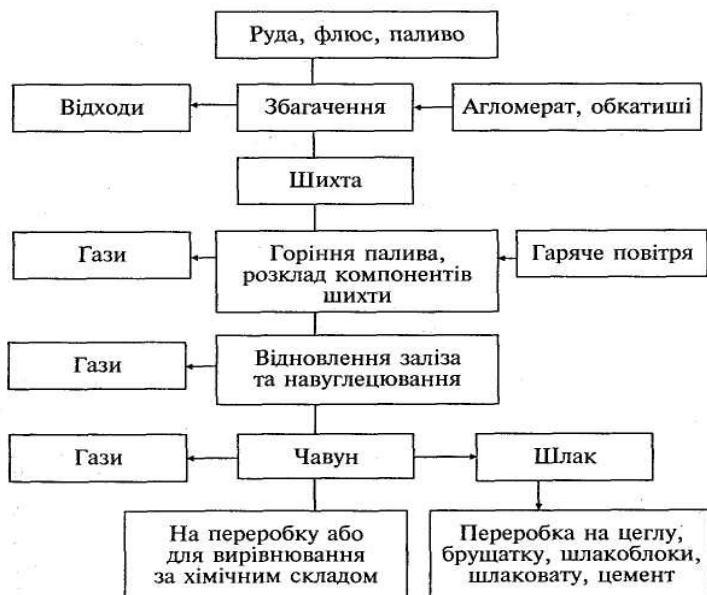 Руда, флюс, паливо
Відходи
Збагачення
Агломерат, обкатиші
Шихта
Гази
Горіння палива,
розклад компонентів
шихти
Гаряче повітря
Гази
Відновлення заліза
та навуглецювання
Гази
Чавун
Шлак
На переробку або
для вирівнювання
за хімічним складом
Переробка на цеглу,
брущатку, шлакоблоки,
шлаковату, цемент